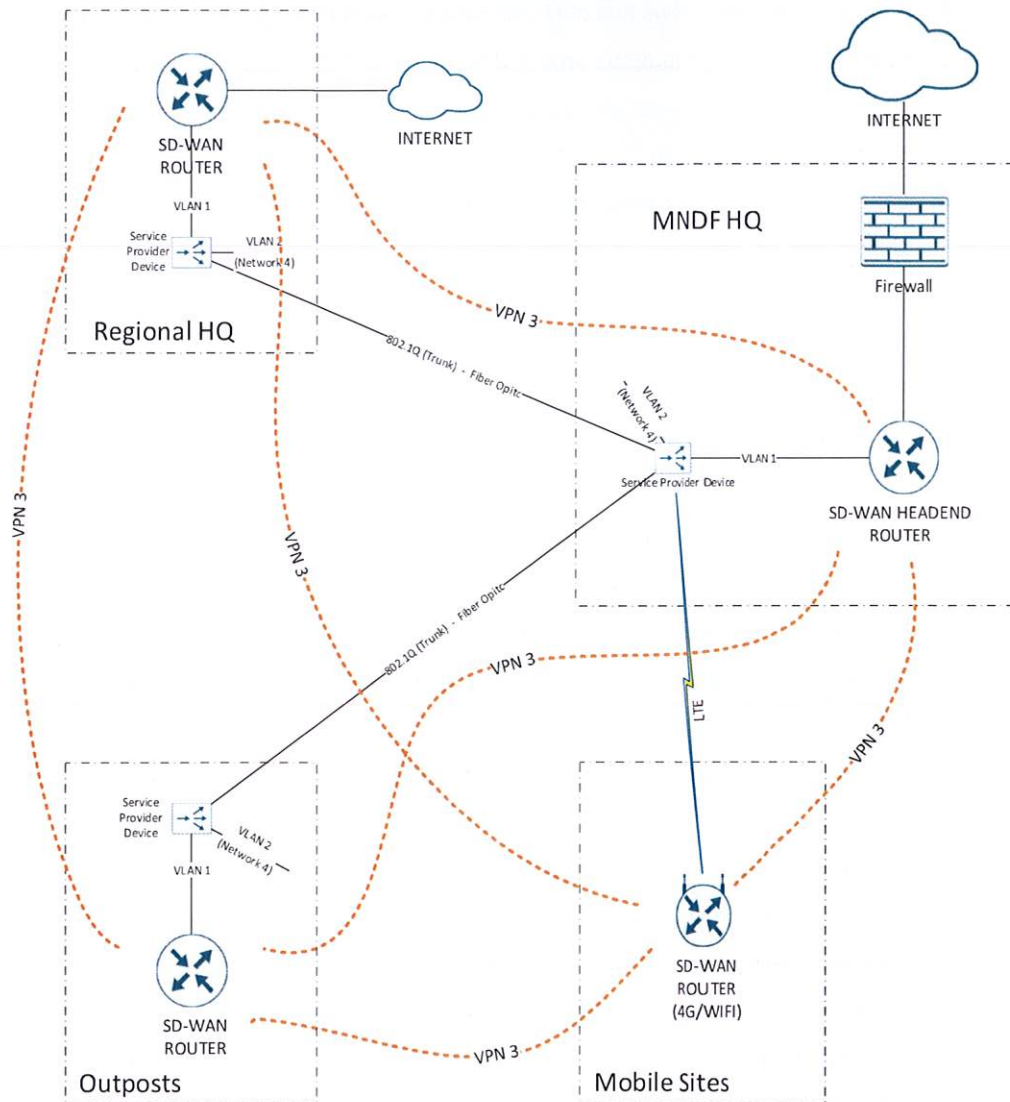 SD-WAN
ROUTER
INTERNET
VLAN 1
Service
Provider
Device
VLAN 2
(Network 4)
Regional HQ
INTERNET
MNDF HQ
Firewall
VPN 3
802.1Q (Trunk) - Fiber Opitc
VLAN 2
(Network 4)
VLAN 1
Service Provider Device
SD-WAN HEADEND
ROUTER
VPN 3
VPN 3
802.1Q (Trunk) - Fiber Opitc
VPN 3
LTE
VPN 3
Service
Provider
Device
VLAN 2
(Network 4)
VLAN 1
SD-WAN
ROUTER
Outposts
VPN 3
SD-WAN
ROUTER
(4G/WIFI)
Mobile Sites